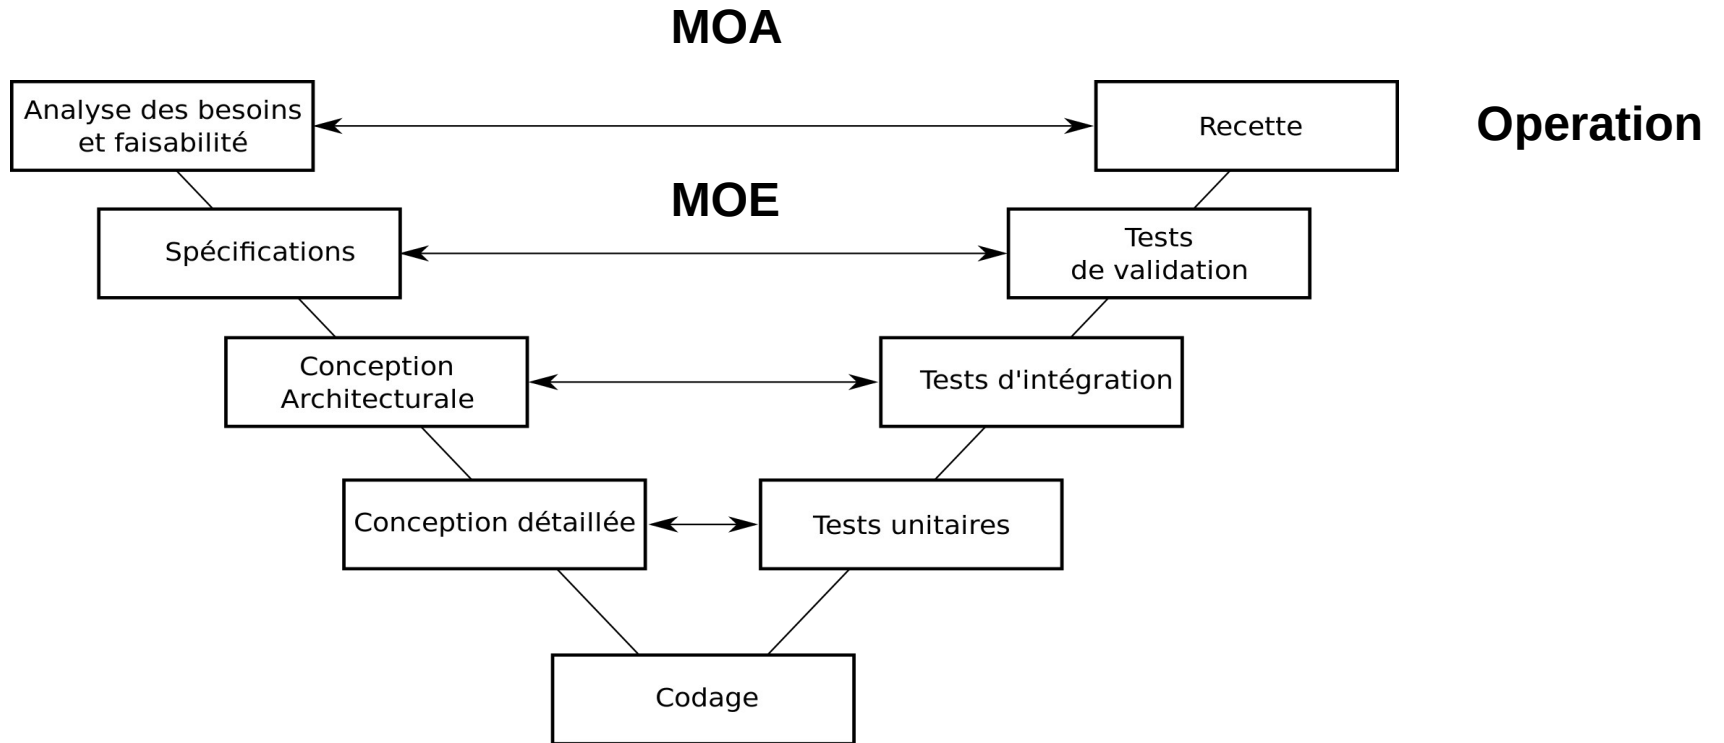 MOA
Analyse des besoins
et faisabilité
Recette
Operation
MOE
Spécifications
Tests
de validation
Conception
Architecturale
Tests d'intégration
Conception détaillée
Tests unitaires
Codage